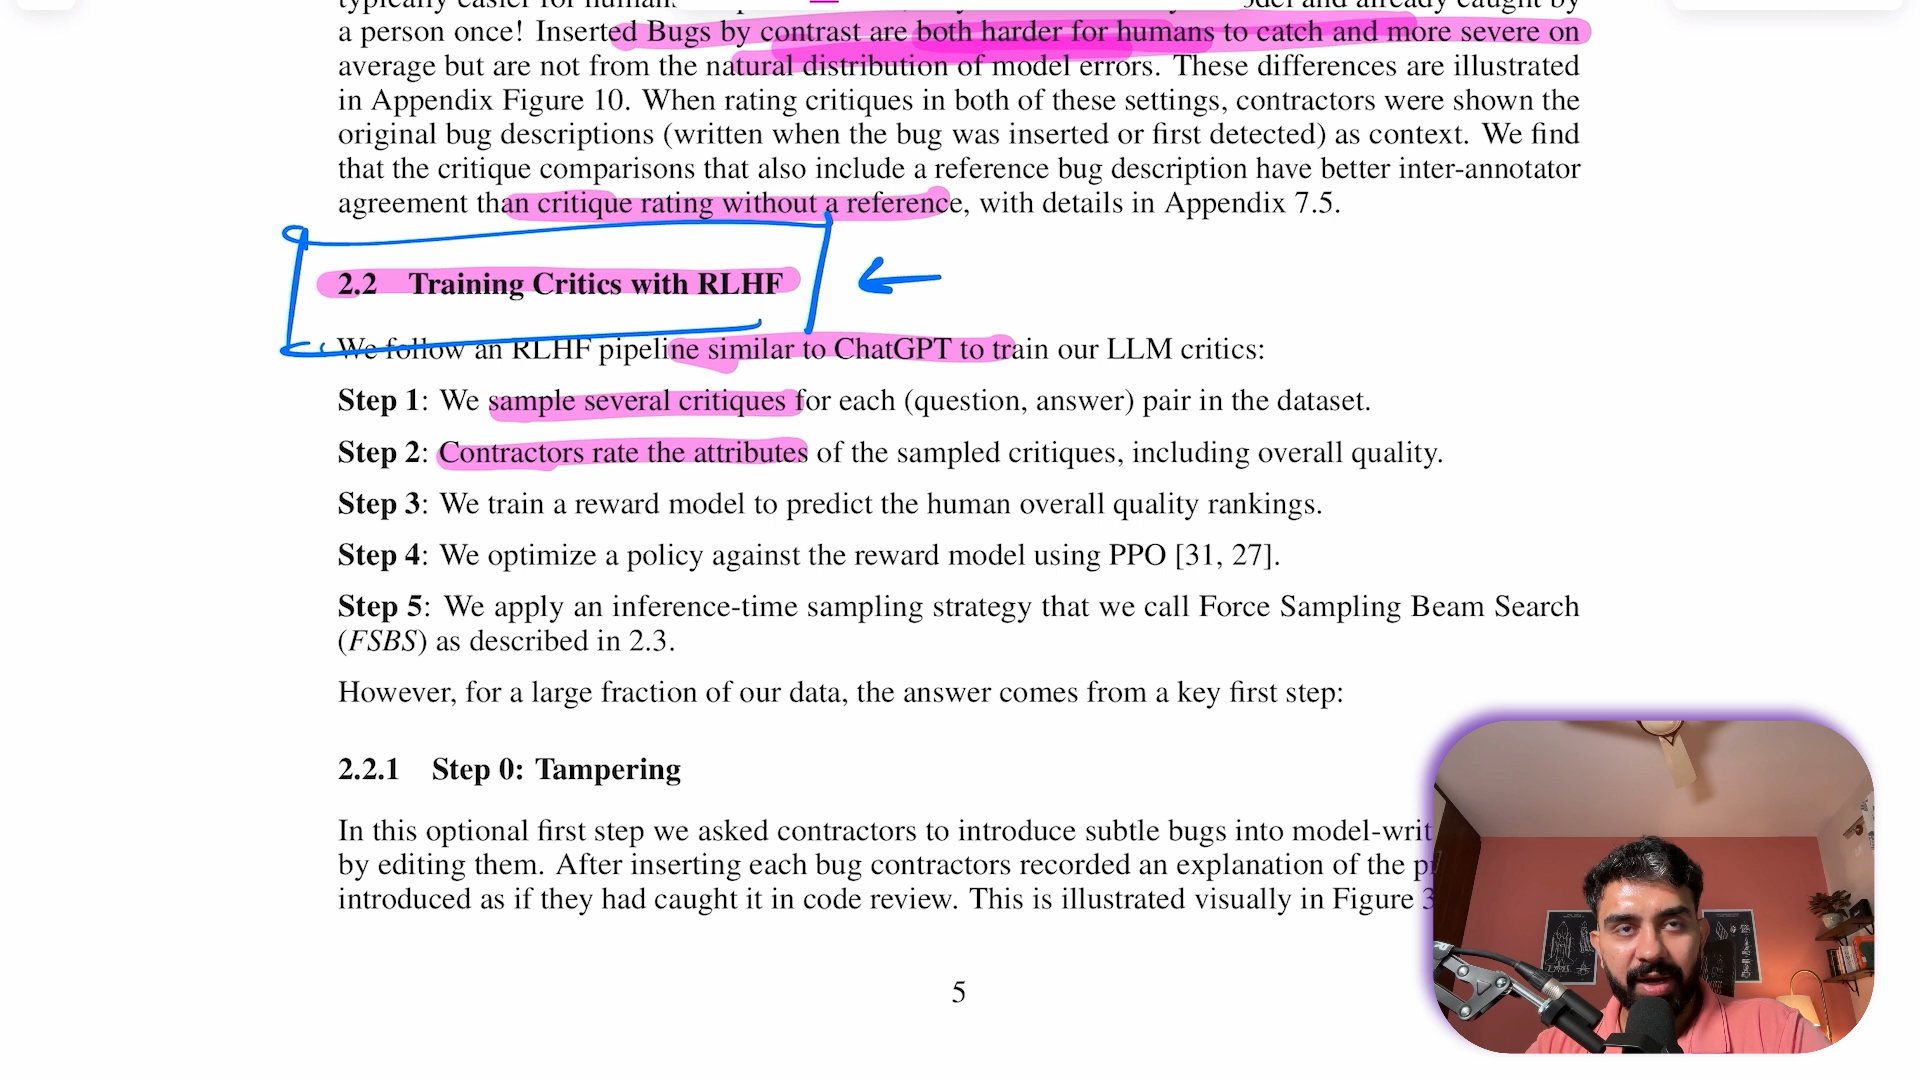 typically easier for human
a person once! Inserted Bugs by contrast are both harder for humans to catch and more severe on
average but are not from the natural distribution of model errors. These differences are illustrated
in Appendix Figure 10. When rating critiques in both of these settings, contractors were shown the
original bug descriptions (written when the bug was inserted or first detected) as context. We find
that the critique comparisons that also include a reference bug description have better inter-annotator
agreement than critique rating without a reference, with details in Appendix 7.5.
2.2 Training Critics with RLHF
We follow an RLHF pipeline similar to ChatGPT to train our LLM critics:
Step 1: We sample several critiques for each (question, answer) pair in the dataset.
Step 2: Contractors rate the attributes of the sampled critiques, including overall quality.
Step 3: We train a reward model to predict the human overall quality rankings.
Step 4: We optimize a policy against the reward model using PPO [31, 27].
Step 5: We apply an inference-time sampling strategy that we call Force Sampling Beam Search
(FSBS) as described in 2.3.
However, for a large fraction of our data, the answer comes from a key first step:
2.2.1 Step 0: Tampering
In this optional first step we asked contractors to introduce subtle bugs into model-writ
by editing them. After inserting each bug contractors recorded an explanation of the
introduced as if they had caught it in code review. This is illustrated visually in Figure 3
5